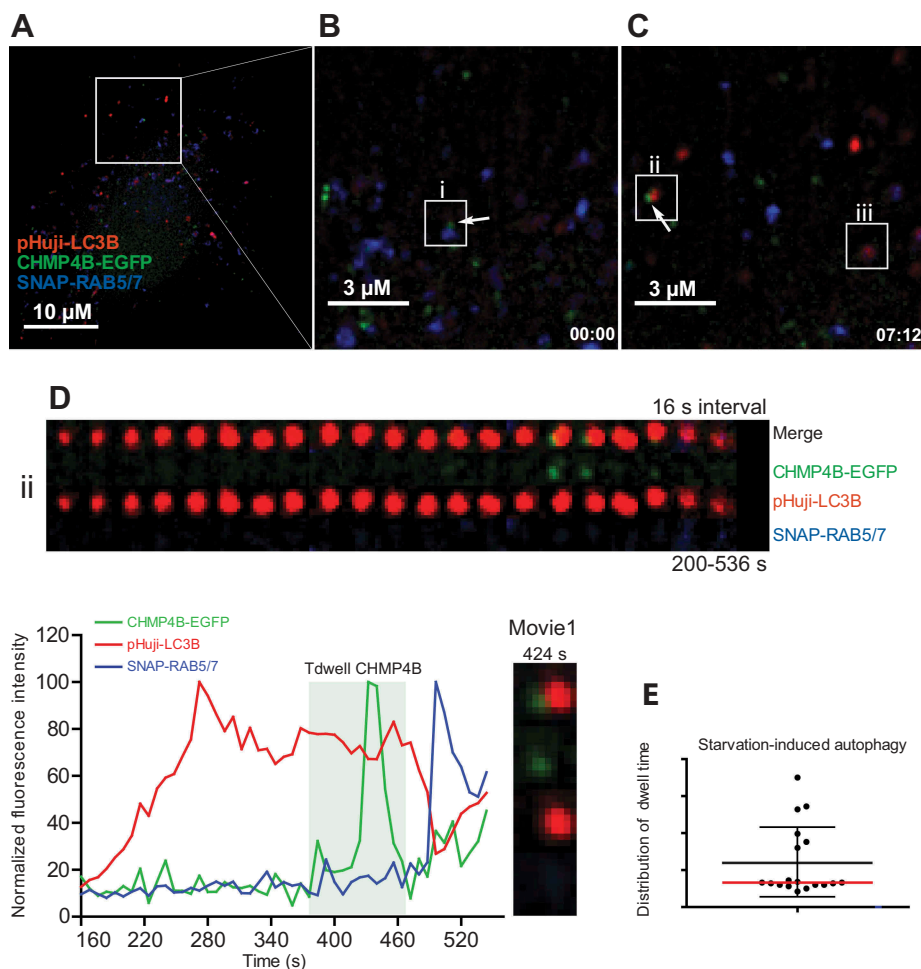 A
B
C
i
ii
iii
pHuji-LC3B
CHMP4B-EGFP
SNAP-RAB5/7
10 µM
3 µM
00:00
3 µM
07:12
D
16 s interval
Merge
CHMP4B-EGFP
ii
pHuji-LC3B
SNAP-RAB5/7
200-536 s
CHMP4B-EGFP
pHuji-LC3B
SNAP-RAB5/7
Tdwell CHMP4B
Normalized fluorescence intensity
120
100
80
60
40
20
0
160
220
280
340
400
460
520
Time (s)
Movie1
424 s
E
Starvation-induced autophagy
Distribution of dwell time